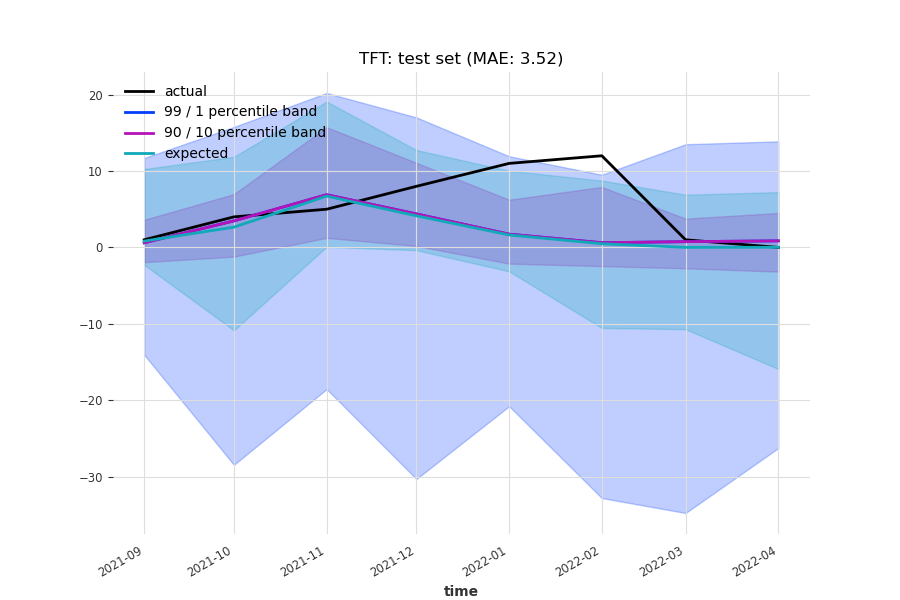 TFT: test set (MAE: 3.52)
actual
99 / 1 percentile band
90 / 10 percentile band
expected
20
10
0
−10
−20
−30
2021-09
2021-10
2021-11
2021-12
2022-01
2022-02
2022-03
2022-04
time